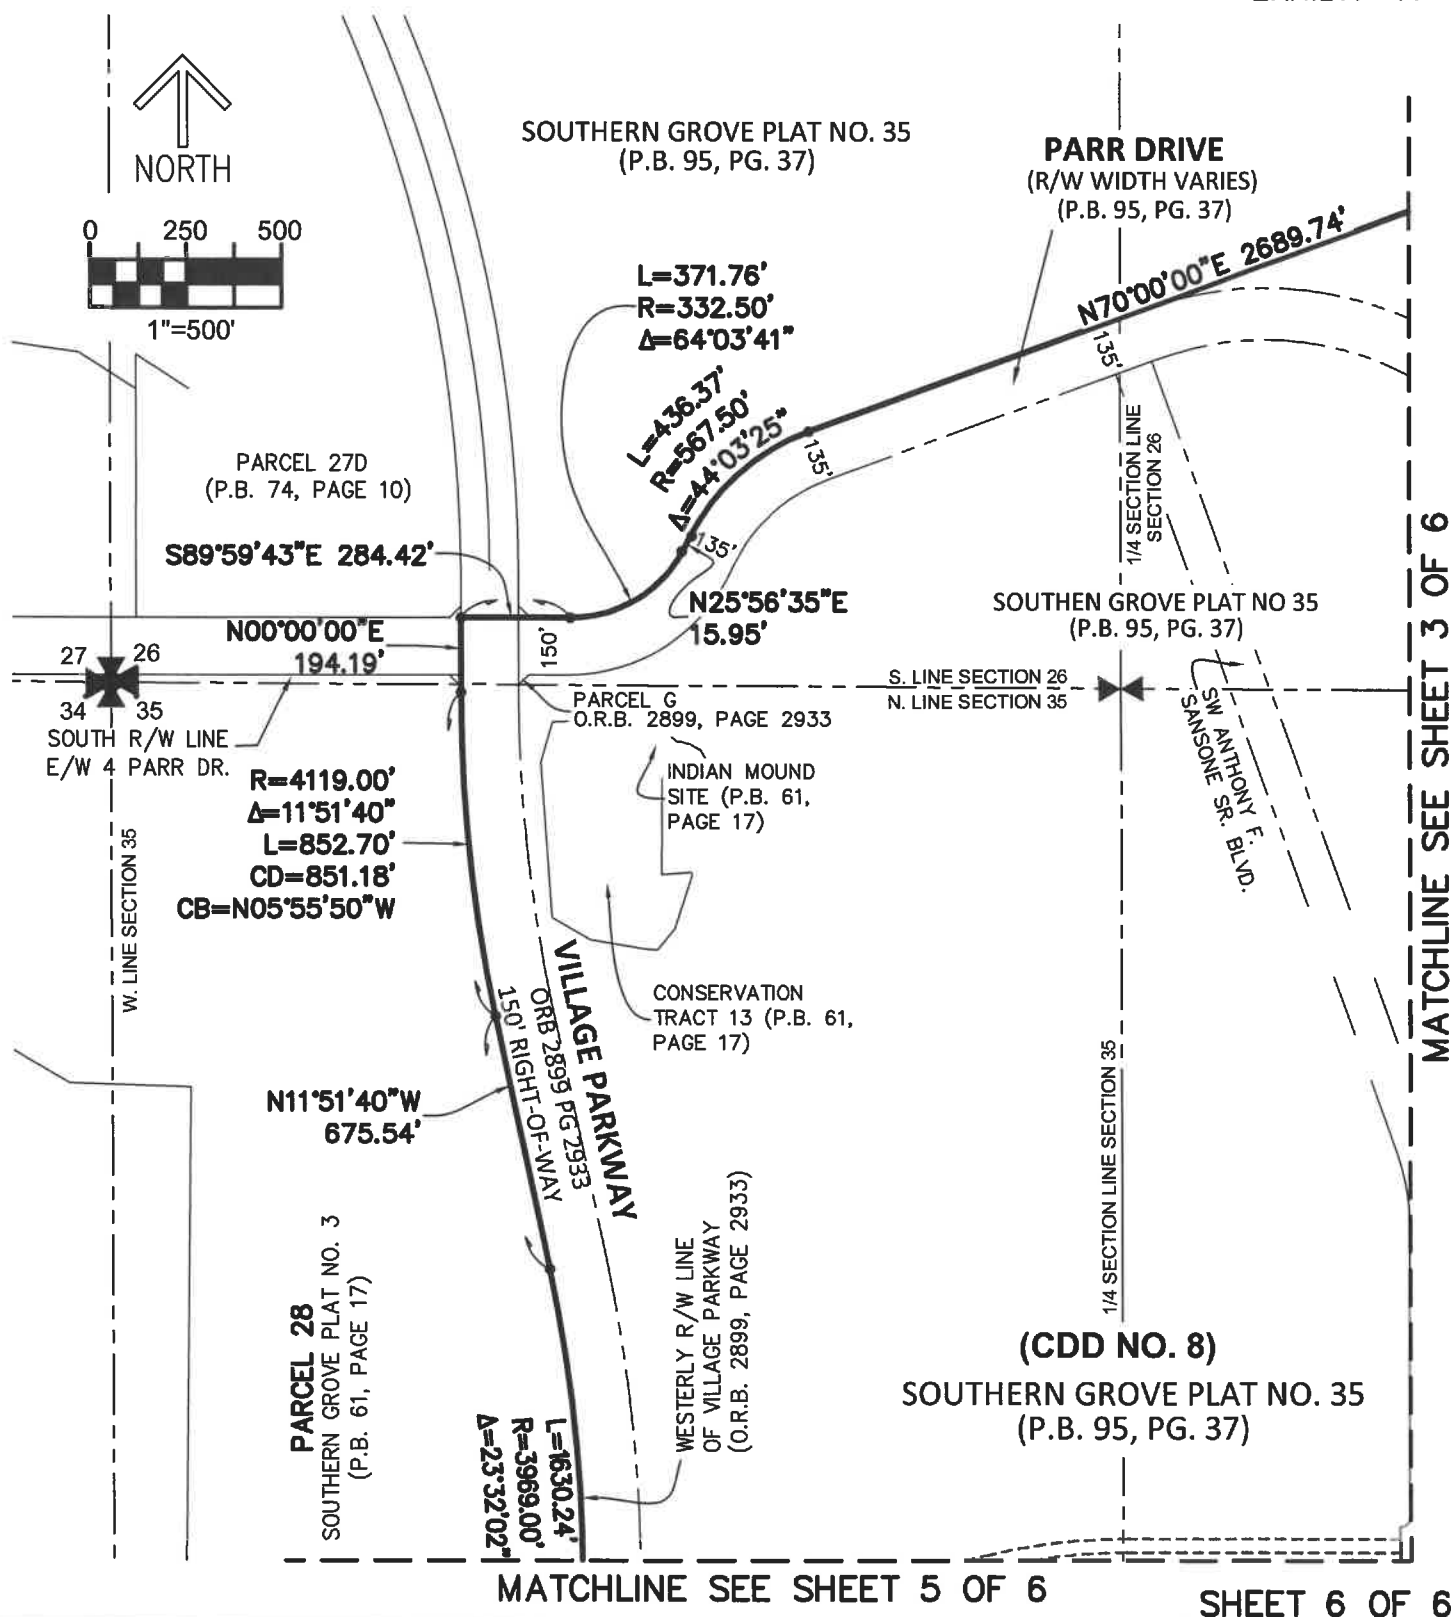 NORTH
0 250 500
1"=500'
SOUTHERN GROVE PLAT NO. 35
(P.B. 95, PG. 37)
PARR DRIVE
(R/W WIDTH VARIES)
(P.B. 95, PG. 37)
N70°00'00"E 2689.74'
L=371.76'
R=332.50'
Δ=64°03'41"
L=436.37'
R=567.50'
Δ=44°03'25"
135'
135'
135'
1/4 SECTION LINE
SECTION 26
PARCEL 27D
(P.B. 74, PAGE 10)
S89°59'43"E 284.42'
N25°56'35"E
15.95'
SOUTHEN GROVE PLAT NO 35
(P.B. 95, PG. 37)
N00°00'00"E
194.19'
150'
27 26
34 35
S. LINE SECTION 26
N. LINE SECTION 35
SOUTH R/W LINE
E/W 4 PARR DR.
PARCEL G
O.R.B. 2899, PAGE 2933
INDIAN MOUND
SITE (P.B. 61,
PAGE 17)
SW ANTHONY F.
SANSONE SR. BLVD.
R=4119.00'
Δ=11°51'40"
L=852.70'
CD=851.18'
CB=N05°55'50"W
W. LINE SECTION 35
VILLAGE PARKWAY
ORB 2899 PG 2933
150' RIGHT-OF-WAY
CONSERVATION
TRACT 13 (P.B. 61,
PAGE 17)
N11°51'40"W
675.54'
1/4 SECTION LINE SECTION 35
PARCEL 28
SOUTHERN GROVE PLAT NO. 3
(P.B. 61, PAGE 17)
WESTERLY R/W LINE
OF VILLAGE PARKWAY
(O.R.B. 2899, PAGE 2933)
L=1630.24'
R=3969.00'
Δ=23°32'02"
(CDD NO. 8)
SOUTHERN GROVE PLAT NO. 35
(P.B. 95, PG. 37)
MATCHLINE SEE SHEET 3 OF 6
MATCHLINE SEE SHEET 5 OF 6
SHEET 6 OF 6